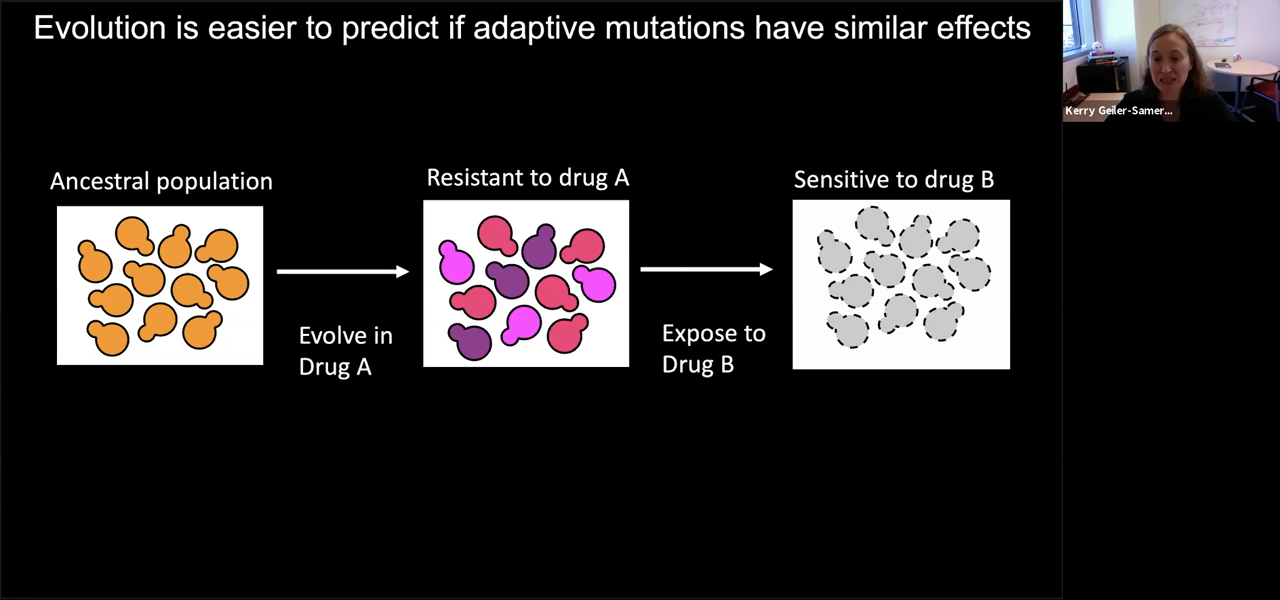 Evolution is easier to predict if adaptive mutations have similar effects
Kerry Geiler-Samer...
Ancestral population
Resistant to drug A
Sensitive to drug B
Evolve in
Drug A
Expose to
Drug B